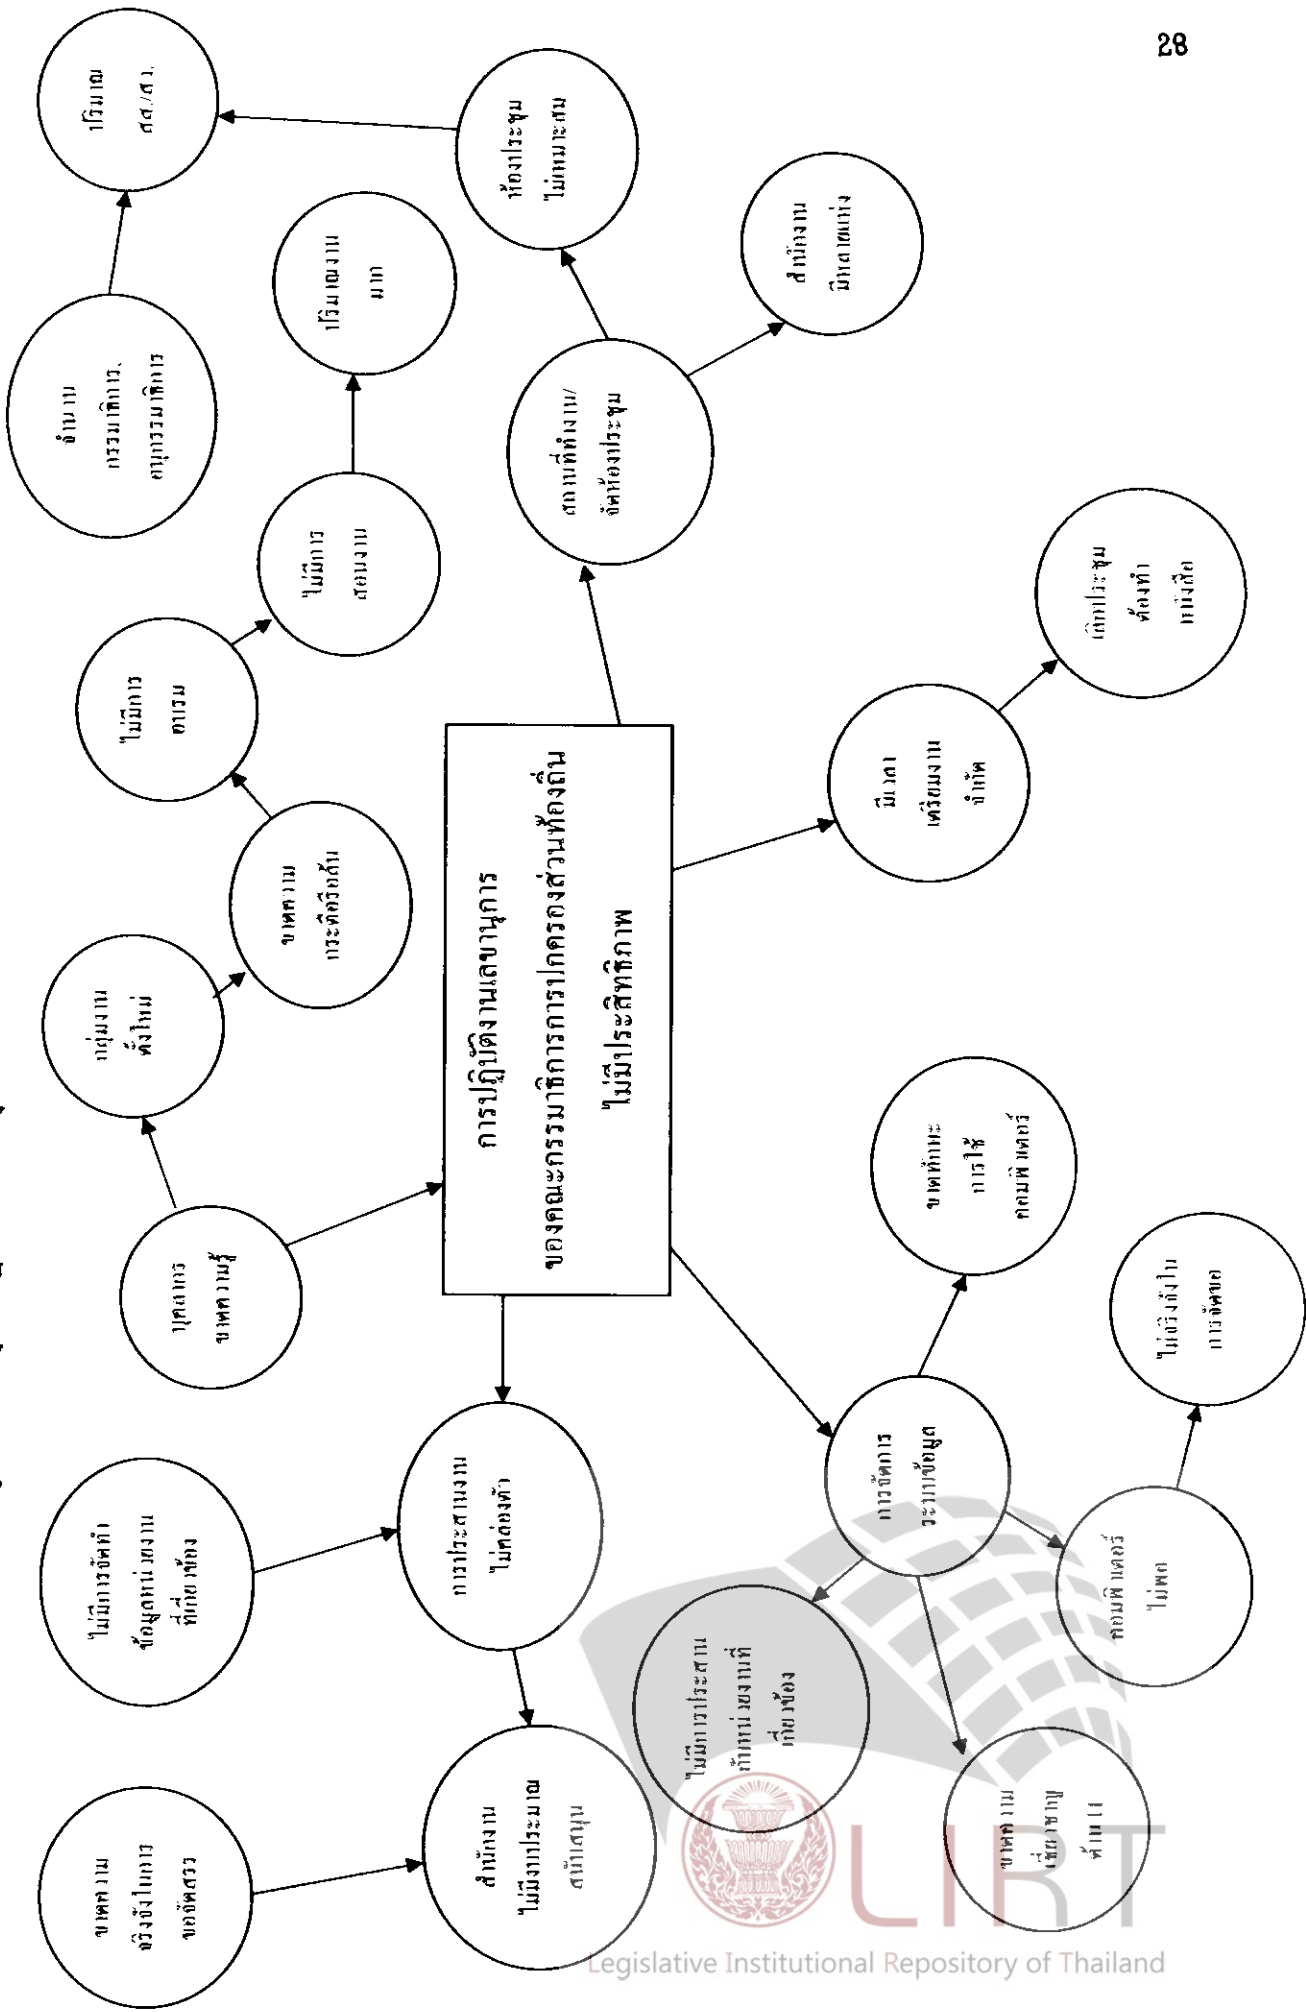 28
ปริมาณ
สส./สว.
จำนวน
กรรมาธิการ,
อนุกรรมาธิการ
ห้องประชุม
ไม่เหมาะสม
ปริมาณงาน
มาก
สำนักงาน
มีหลายแห่ง
สถานที่ทำงาน/
จัดห้องประชุม
ไม่มีการ
สอนงาน
ไม่มีการ
อบรม
ขาดความ
กระตือรือล้น
กลุ่มงาน
ตั้งใหม่
บุคลากร
ขาดความรู้
การปฏิบัติงานเลขานุการ
ของคณะกรรมาธิการการปกครองส่วนท้องถิ่น
ไม่มีประสิทธิภาพ
มีเวลา
เตรียมงาน
จำกัด
เลิกประชุม
ต้องทำ
หนังสือ
ไม่มีการจัดทำ
ข้อมูลหน่วยงาน
ที่เกี่ยวข้อง
การประสานงาน
ไม่คล่องตัว
ขาดความ
จริงจังในการ
ขอจัดสรร
สำนักงาน
ไม่มีงบประมาณ
สนับสนุน
การจัดการ
ระบบข้อมูล
ขาดทักษะ
การใช้
คอมพิวเตอร์
ไม่จริงจังใน
การจัดขอ
คอมพิวเตอร์
ไม่พอ
ไม่มีการประสาน
กับหน่วยงานที่
เกี่ยวข้อง
ขาดความ
เชี่ยวชาญ
LIRT
Legislative Institutional Repository of Thailand